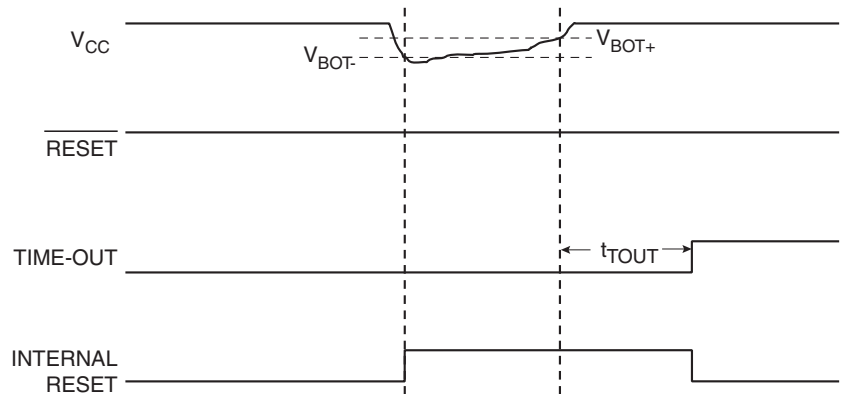 VCC
VBOT-
VBOT+
RESET
TIME-OUT
tTOUT
INTERNAL
RESET